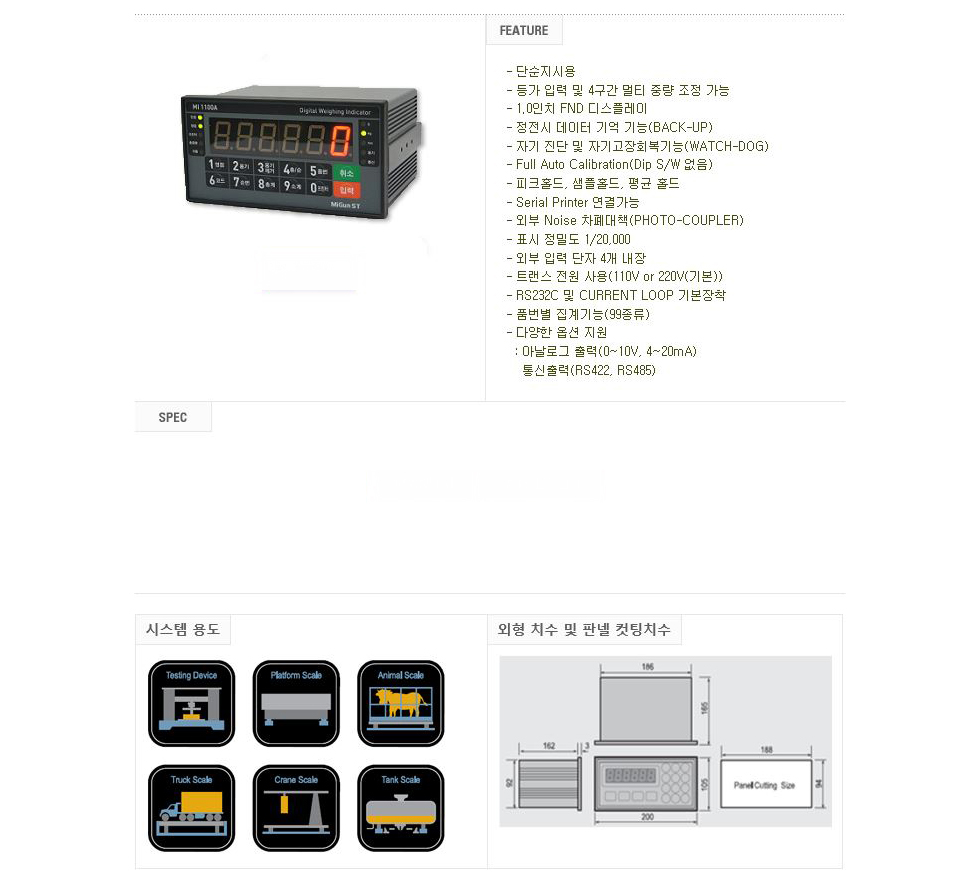 FEATURE
MI 1100A
Digital Weighing Indicator
1 영점 2 용기 3 용기제거 4 총/순 5 품번 취소
6 코드 7 순번 8 총계 9 소계 0 프린터 입력
MiGun ST
- 단순지시용
- 등가 입력 및 4구간 멀티 중량 조정 가능
- 1,0인치 FND 디스플레이
- 정전시 데이터 기억 기능(BACK-UP)
- 자기 진단 및 자기고장회복기능(WATCH-DOG)
- Full Auto Calibration(Dip S/W 없음)
- 피크홀드, 샘플홀드, 평균 홀드
- Serial Printer 연결가능
- 외부 Noise 차폐대책(PHOTO-COUPLER)
- 표시 정밀도 1/20,000
- 외부 입력 단자 4개 내장
- 트랜스 전원 사용(110V or 220V(기본))
- RS232C 및 CURRENT LOOP 기본장착
- 품번별 집계기능(99종류)
- 다양한 옵션 지원
: 아날로그 출력(0~10V, 4~20mA)
통신출력(RS422, RS485)
SPEC
시스템 용도
Testing Device
Platform Scale
Animal Scale
Truck Scale
Crane Scale
Tank Scale
외형 치수 및 판넬 컷팅치수
186
165
162
3
92
105
200
188
94
Panel Cutting Size